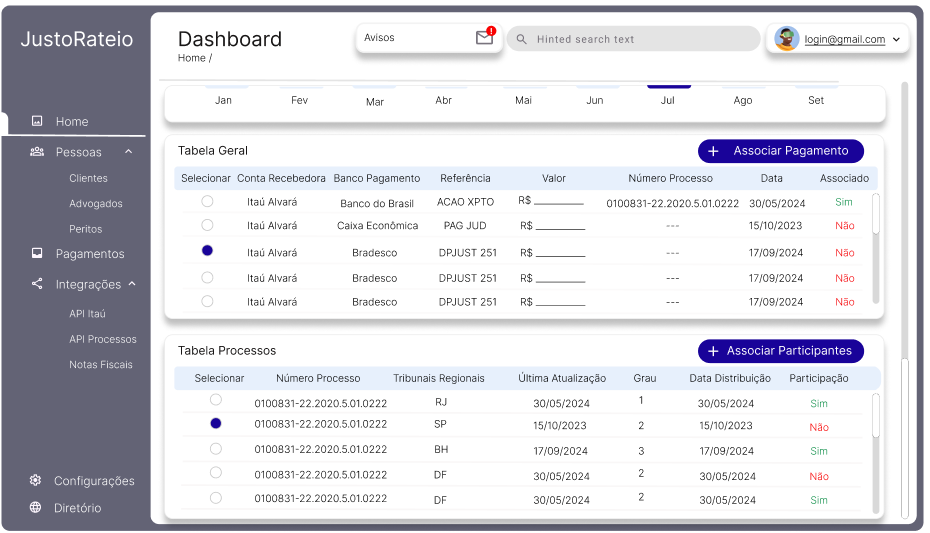 JustoRateio
Dashboard
Home /
Avisos
!
Hinted search text
login@gmail.com
Home
Pessoas
Clientes
Advogados
Peritos
Pagamentos
Integrações
API Itaú
API Processos
Notas Fiscais
Configurações
Diretório
Jan Fev Mar Abr Mai Jun Jul Ago Set
Tabela Geral
+ Associar Pagamento
Selecionar Conta Recebedora Banco Pagamento Referência Valor Número Processo Data Associado
Itaú Alvará Banco do Brasil ACAO XPTO R$ ________ 0100831-22.2020.5.01.0222 30/05/2024 Sim
Itaú Alvará Caixa Econômica PAG JUD R$ ________ --- 15/10/2023 Não
Itaú Alvará Bradesco DPJUST 251 R$ ________ --- 17/09/2024 Não
Itaú Alvará Bradesco DPJUST 251 R$ ________ --- 17/09/2024 Não
Itaú Alvará Bradesco DPJUST 251 R$ ________ --- 17/09/2024 Não
Tabela Processos
+ Associar Participantes
Selecionar Número Processo Tribunais Regionais Última Atualização Grau Data Distribuição Participação
0100831-22.2020.5.01.0222 RJ 30/05/2024 1 30/05/2024 Sim
0100831-22.2020.5.01.0222 SP 15/10/2023 2 15/10/2023 Não
0100831-22.2020.5.01.0222 BH 17/09/2024 3 17/09/2024 Sim
0100831-22.2020.5.01.0222 DF 30/05/2024 2 30/05/2024 Não
0100831-22.2020.5.01.0222 DF 30/05/2024 2 30/05/2024 Sim